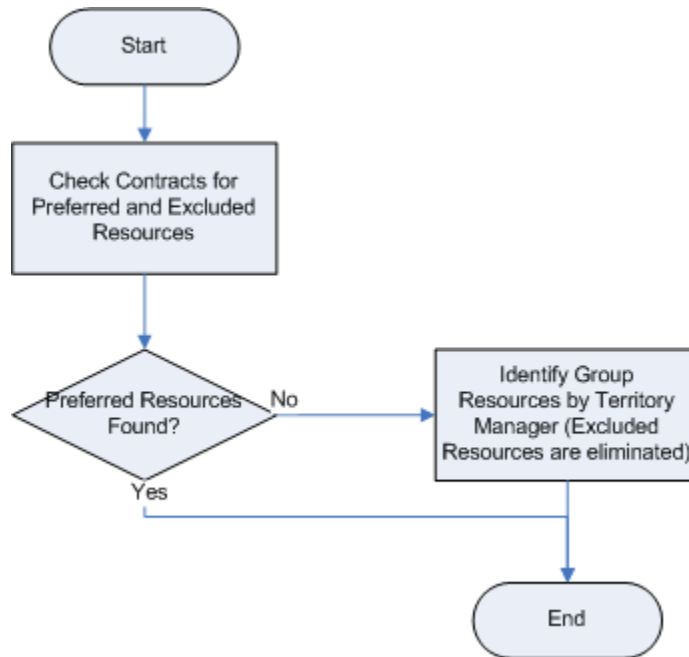 Start
Check Contracts for
Preferred and Excluded
Resources
Preferred Resources
Found?
No
Identify Group
Resources by Territory
Manager (Excluded
Resources are eliminated)
Yes
End